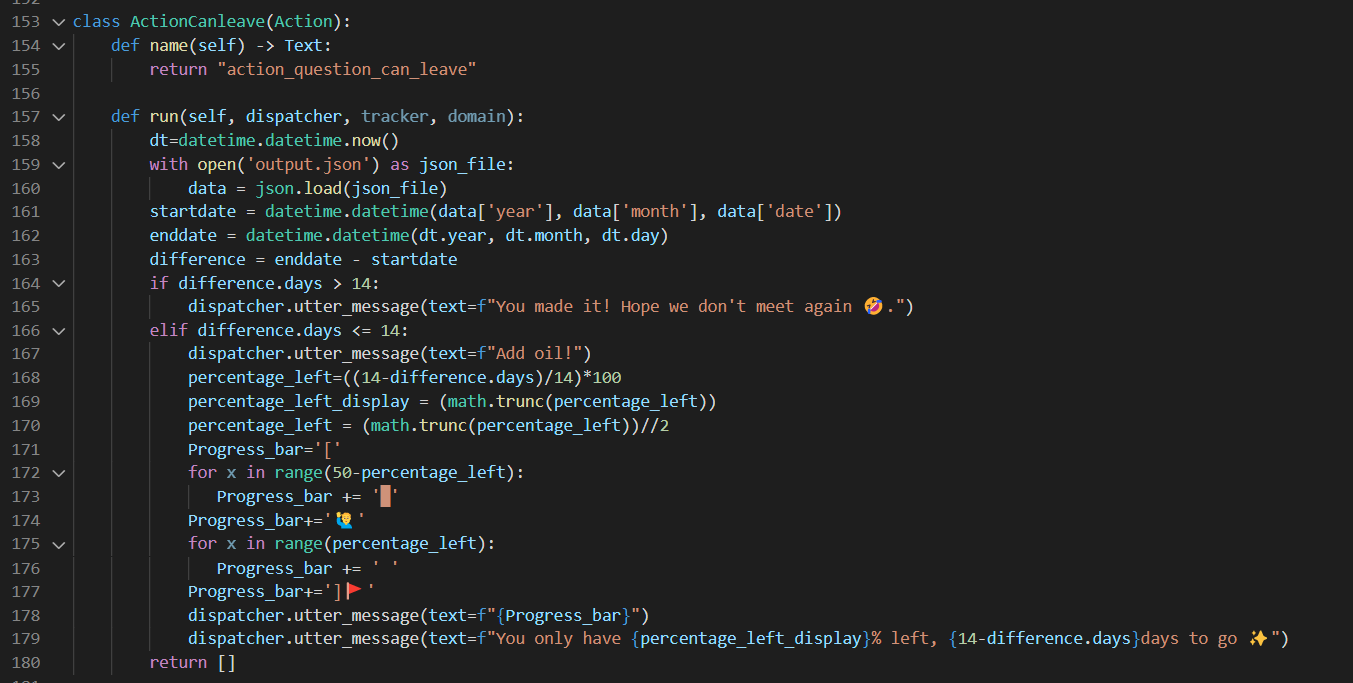 152
153 class ActionCanleave(Action):
154     def name(self) -> Text:
155         return "action_question_can_leave"
156
157     def run(self, dispatcher, tracker, domain):
158         dt=datetime.datetime.now()
159         with open('output.json') as json_file:
160             data = json.load(json_file)
161         startdate = datetime.datetime(data['year'], data['month'], data['date'])
162         enddate = datetime.datetime(dt.year, dt.month, dt.day)
163         difference = enddate - startdate
164         if difference.days > 14:
165             dispatcher.utter_message(text=f"You made it! Hope we don't meet again 🤣.")
166         elif difference.days <= 14:
167             dispatcher.utter_message(text=f"Add oil!")
168             percentage_left=((14-difference.days)/14)*100
169             percentage_left_display = (math.trunc(percentage_left))
170             percentage_left = (math.trunc(percentage_left))//2
171             Progress_bar='['
172             for x in range(50-percentage_left):
173                Progress_bar += '█'
174             Progress_bar+='🙋‍♂️'
175             for x in range(percentage_left):
176                Progress_bar += ' '
177             Progress_bar+=']🚩'
178             dispatcher.utter_message(text=f"{Progress_bar}")
179             dispatcher.utter_message(text=f"You only have {percentage_left_display}% left, {14-difference.days}days to go ✨")
180         return []